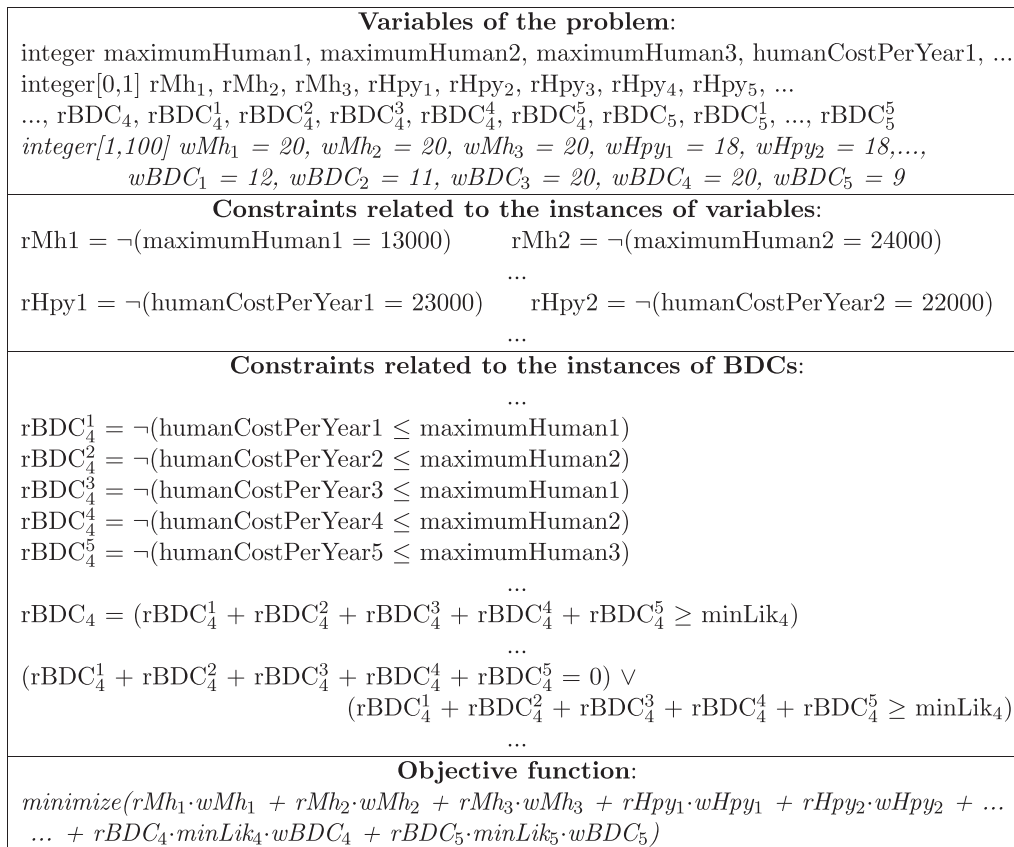 Variables of the problem:
integer maximumHuman1, maximumHuman2, maximumHuman3, humanCostPerYear1, ...
integer[0,1] rMh₁, rMh₂, rMh₃, rHpy₁, rHpy₂, rHpy₃, rHpy₄, rHpy₅, ...
..., rBDC₄, rBDC₄¹, rBDC₄², rBDC₄³, rBDC₄⁴, rBDC₄⁵, rBDC₅, rBDC₅¹, ..., rBDC₅⁵
integer[1,100] wMh₁ = 20, wMh₂ = 20, wMh₃ = 20, wHpy₁ = 18, wHpy₂ = 18,...,
wBDC₁ = 12, wBDC₂ = 11, wBDC₃ = 20, wBDC₄ = 20, wBDC₅ = 9
Constraints related to the instances of variables:
rMh1 = ¬(maximumHuman1 = 13000) rMh2 = ¬(maximumHuman2 = 24000)
...
rHpy1 = ¬(humanCostPerYear1 = 23000) rHpy2 = ¬(humanCostPerYear2 = 22000)
...
Constraints related to the instances of BDCs:
...
rBDC₄¹ = ¬(humanCostPerYear1 ≤ maximumHuman1)
rBDC₄² = ¬(humanCostPerYear2 ≤ maximumHuman2)
rBDC₄³ = ¬(humanCostPerYear3 ≤ maximumHuman1)
rBDC₄⁴ = ¬(humanCostPerYear4 ≤ maximumHuman2)
rBDC₄⁵ = ¬(humanCostPerYear5 ≤ maximumHuman3)
...
rBDC₄ = (rBDC₄¹ + rBDC₄² + rBDC₄³ + rBDC₄⁴ + rBDC₄⁵ ≥ minLik₄)
...
(rBDC₄¹ + rBDC₄² + rBDC₄³ + rBDC₄⁴ + rBDC₄⁵ = 0) ∨
(rBDC₄¹ + rBDC₄² + rBDC₄³ + rBDC₄⁴ + rBDC₄⁵ ≥ minLik₄)
...
Objective function:
minimize(rMh₁·wMh₁ + rMh₂·wMh₂ + rMh₃·wMh₃ + rHpy₁·wHpy₁ + rHpy₂·wHpy₂ + ...
... + rBDC₄·minLik₄·wBDC₄ + rBDC₅·minLik₅·wBDC₅)